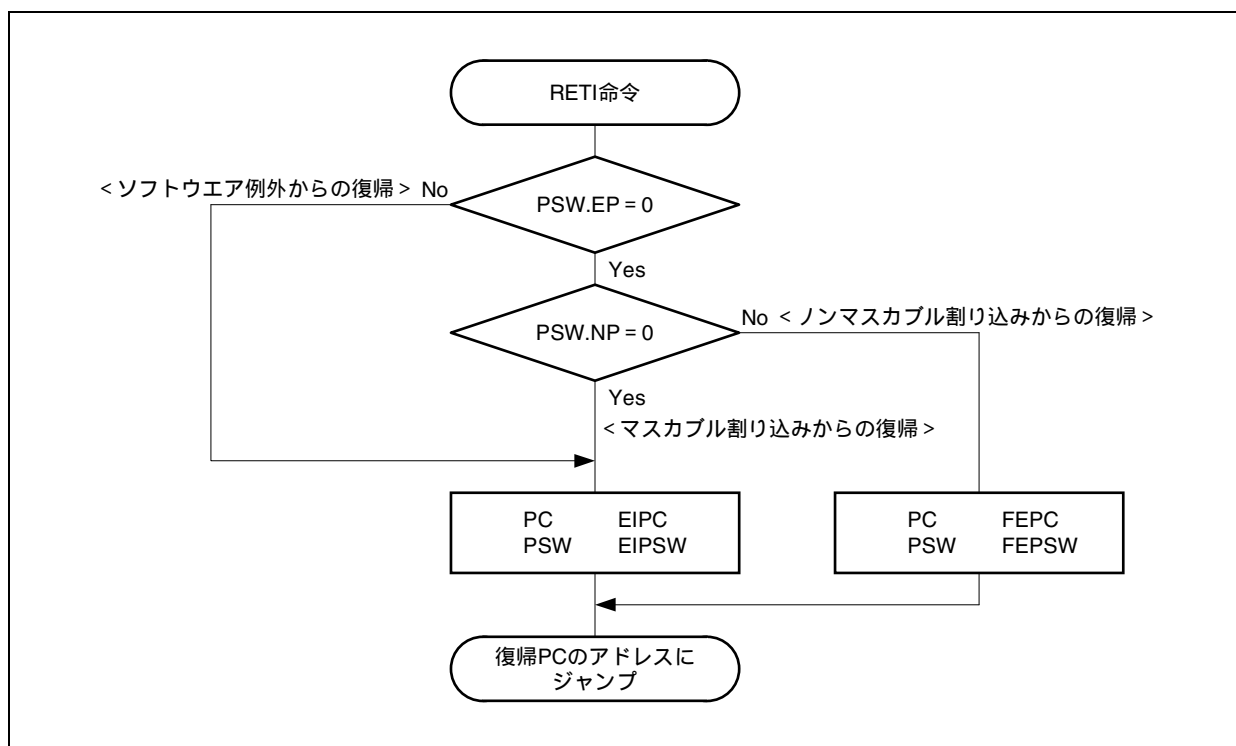 RETI命令
<ソフトウエア例外からの復帰> No
PSW.EP = 0
Yes
PSW.NP = 0
No <ノンマスカブル割り込みからの復帰>
Yes
<マスカブル割り込みからの復帰>
PC EIPC
PSW EIPSW
PC FEPC
PSW FEPSW
復帰PCのアドレスに
ジャンプ